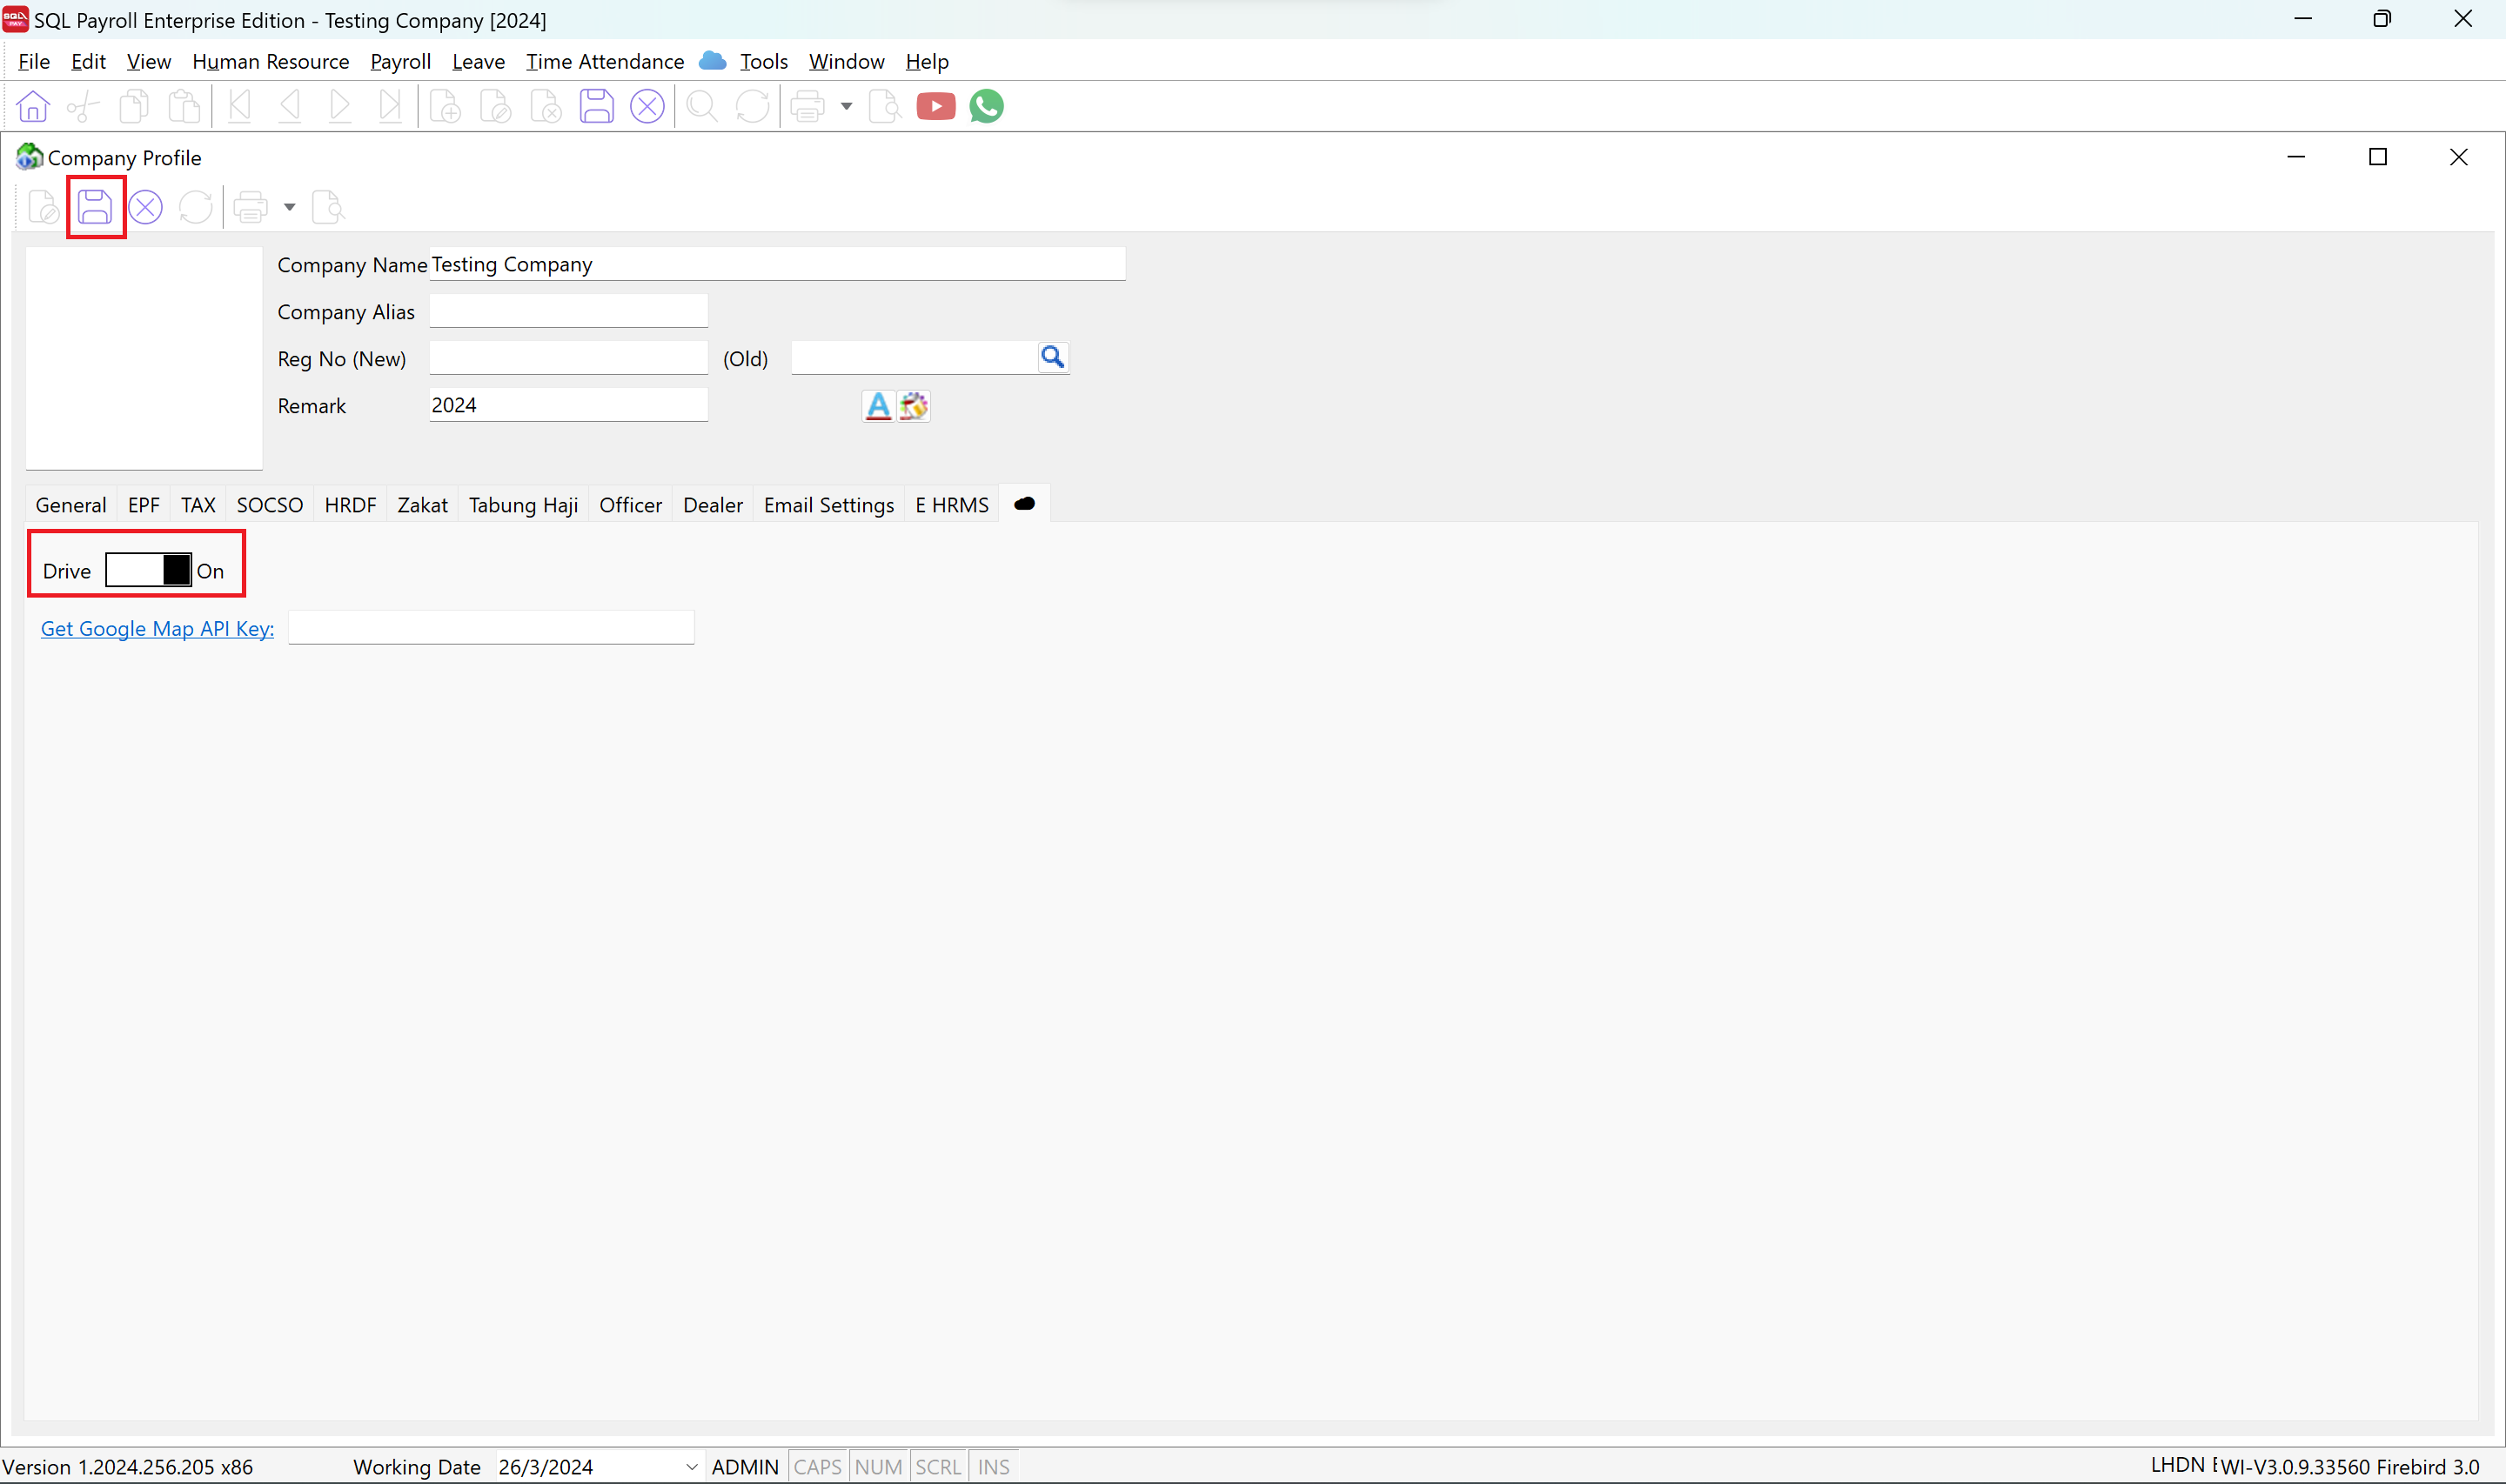 SQL Payroll Enterprise Edition - Testing Company [2024]
File Edit View Human Resource Payroll Leave Time Attendance Tools Window Help
Company Profile
Company Name Testing Company
Company Alias
Reg No (New) (Old)
Remark 2024
General EPF TAX SOCSO HRDF Zakat Tabung Haji Officer Dealer Email Settings E HRMS
Drive On
Get Google Map API Key:
Version 1.2024.256.205 x86 Working Date 26/3/2024 ADMIN CAPS NUM SCRL INS LHDN WI-V3.0.9.33560 Firebird 3.0